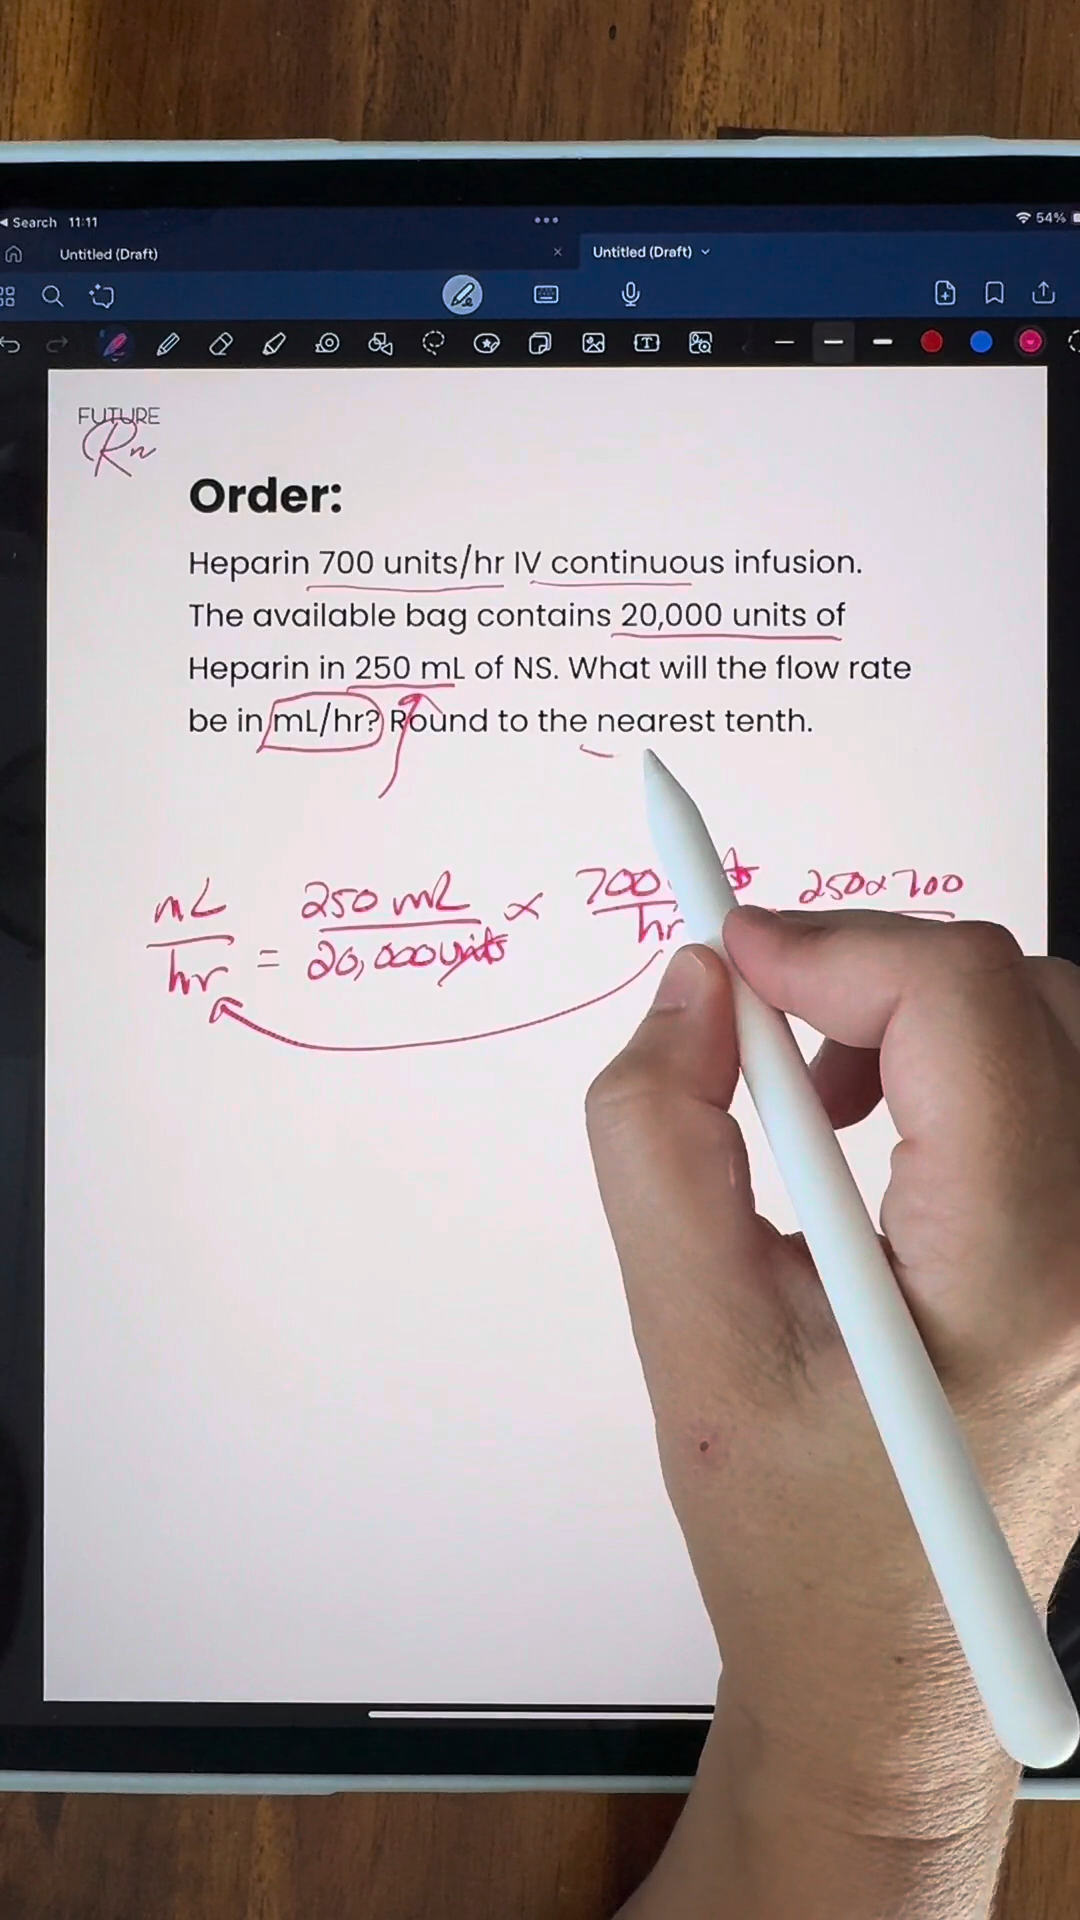 Search 11:11
54%
Untitled (Draft)
Untitled (Draft)
FUTURE
Rn
Order:
Heparin 700 units/hr IV continuous infusion.
The available bag contains 20,000 units of
Heparin in 250 mL of NS. What will the flow rate
be in mL/hr? Round to the nearest tenth.
mL/hr = 250 mL/20,000 units x 700/hr 250x700